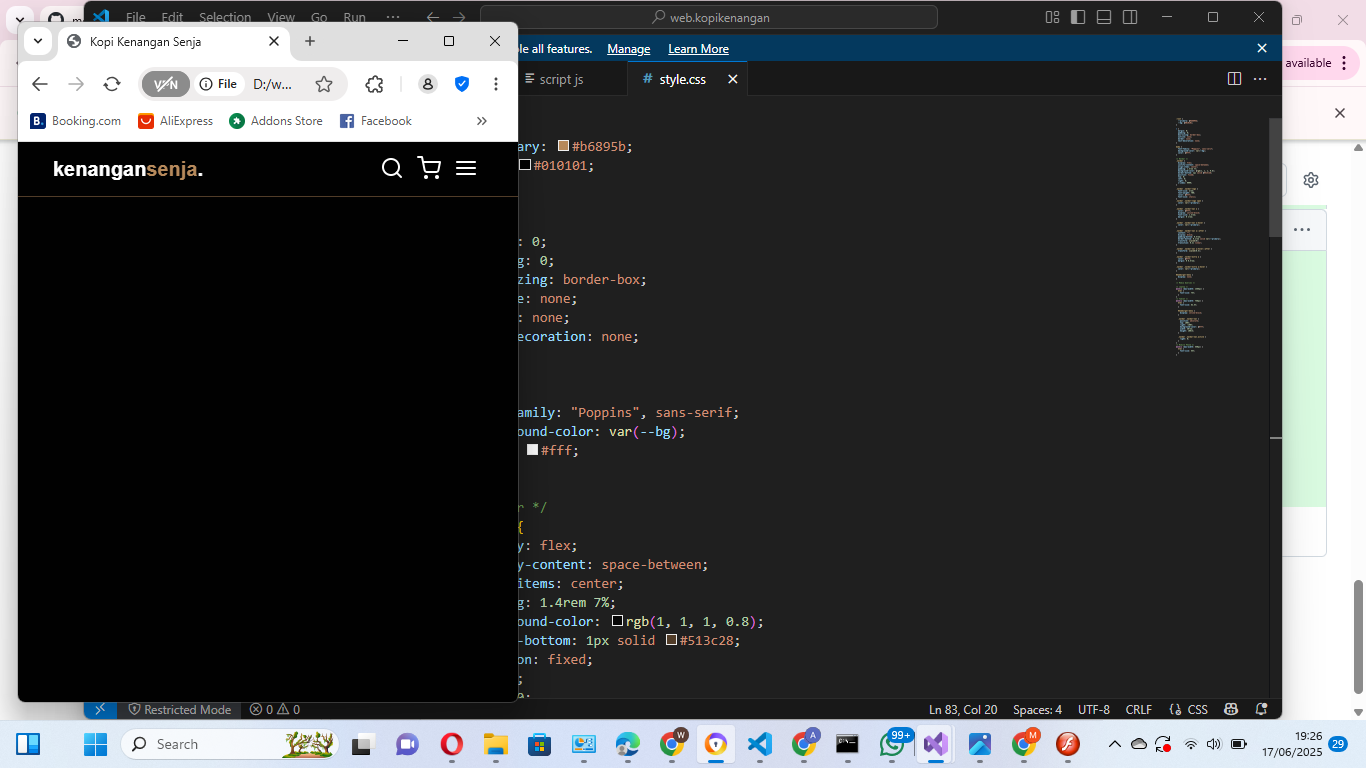 File Edit Selection View Go Run ··· web.kopikenangan
Kopi Kenangan Senja
le all features. Manage Learn More
available
VPN File D:/w...
script js
# style.css
Booking.com AliExpress Addons Store Facebook »
kenangansenja.
ary: #b6895b;
#010101;
: 0;
g: 0;
zing: border-box;
e: none;
: none;
ecoration: none;
amily: "Poppins", sans-serif;
ound-color: var(--bg);
#fff;
r */
{
y: flex;
y-content: space-between;
items: center;
g: 1.4rem 7%;
ound-color: rgb(1, 1, 1, 0.8);
-bottom: 1px solid #513c28;
on: fixed;
;
0;
Restricted Mode 0 0 Ln 83, Col 20 Spaces: 4 UTF-8 CRLF {} CSS
Search
W
A
99+
M
19:26
17/06/2025
29